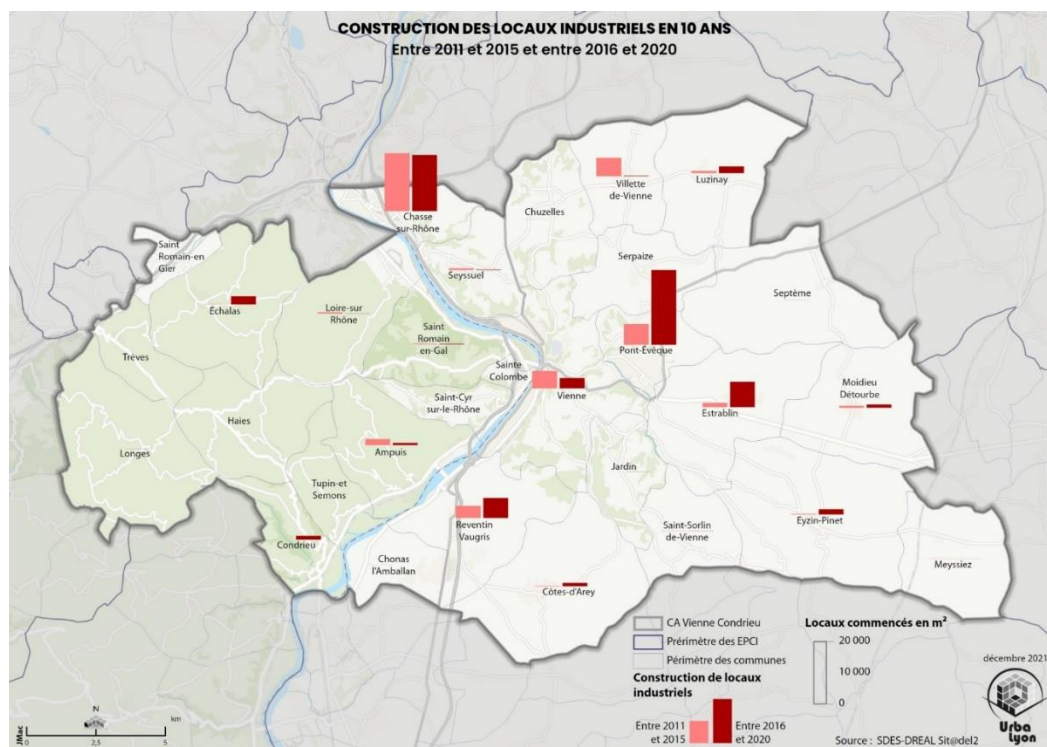 CONSTRUCTION DES LOCAUX INDUSTRIELS EN 10 ANS
Entre 2011 et 2015 et entre 2016 et 2020
Villette
de-Vienne
Luzinay
Chasse
sur-Rhône
Chuzelles
Saint
Romain-en
Gier
Seyssuel
Serpaize
Septème
Échalas
Loire-sur
Rhône
Saint
Romain
en-Gal
Pont-Evêque
Trèves
Sainte
Colombe
Vienne
Moidieu
Détourbe
Saint-Cyr
sur-le-Rhône
Estrablin
Haies
Longes
Ampuis
Jardin
Tupin-et
Semons
Reventin
Vaugris
Eyzin-Pinet
Saint-Sorlin
de-Vienne
Condrieu
Chonas
l'Amballan
Meyssiez
Côtes-d'Arey
CA Vienne Condrieu
Prérimètre des EPCI
Périmètre des communes
Locaux commencés en m²
20 000
10 000
0
Construction de locaux
industriels
Entre 2011
et 2015
Entre 2016
et 2020
décembre 2021
Urba
Lyon
Source : SDES-DREAL Sit@del2
N
km
0 2,5 5
JMac